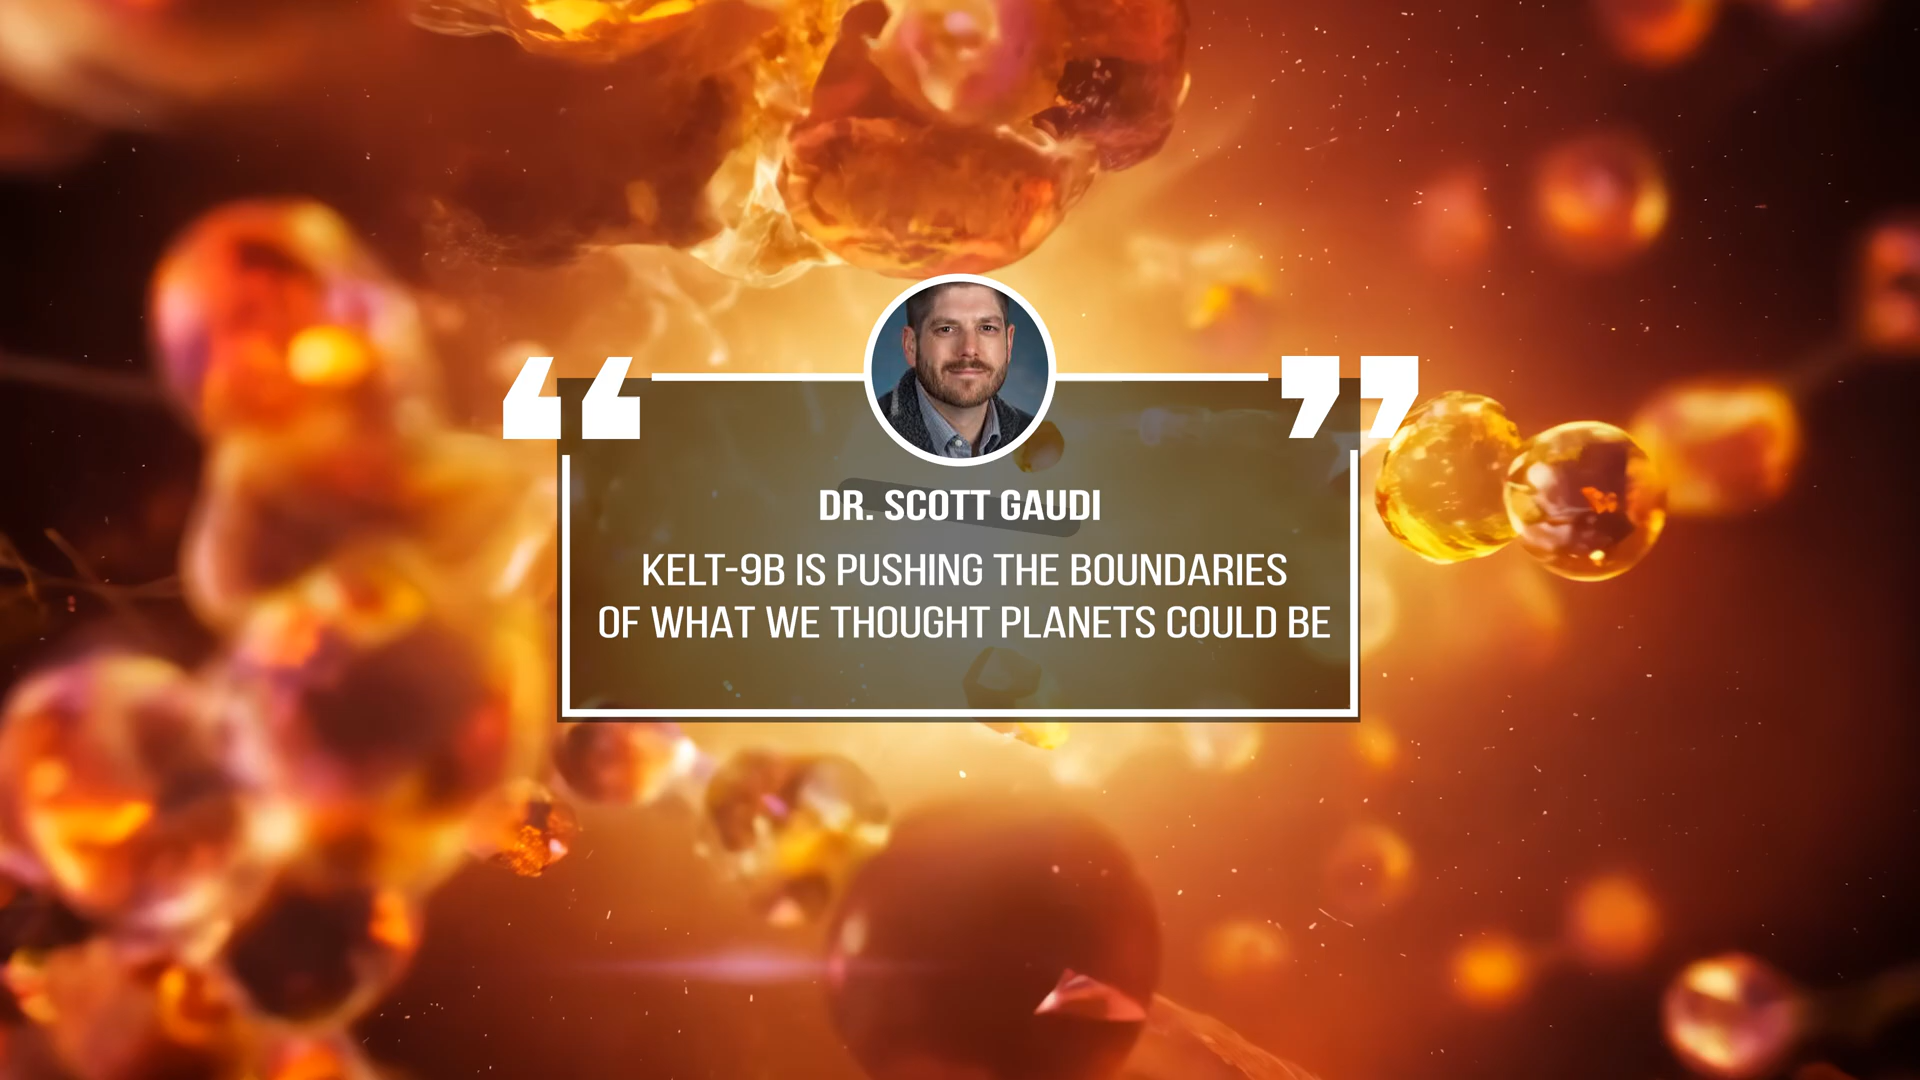 “ ”
DR. SCOTT GAUDI
KELT-9B IS PUSHING THE BOUNDARIES
OF WHAT WE THOUGHT PLANETS COULD BE